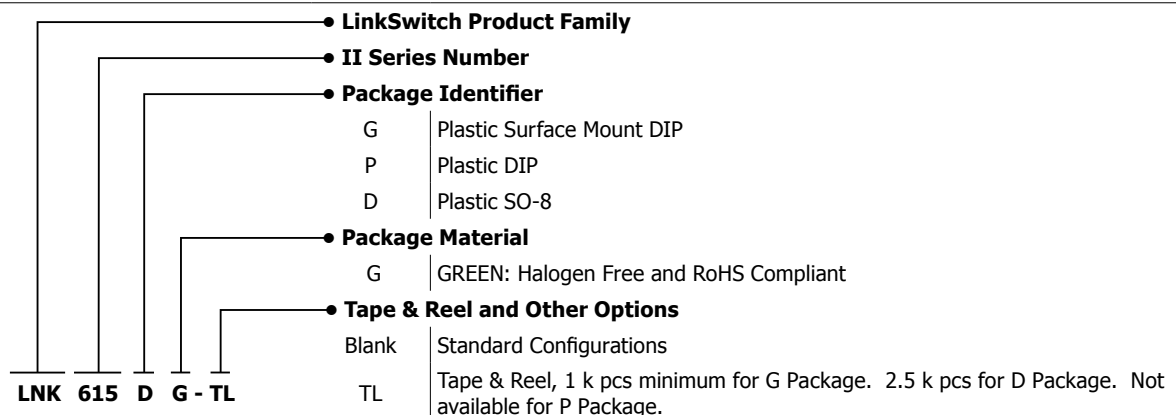 LinkSwitch Product Family
II Series Number
Package Identifier
G Plastic Surface Mount DIP
P Plastic DIP
D Plastic SO-8
Package Material
G GREEN: Halogen Free and RoHS Compliant
Tape & Reel and Other Options
Blank Standard Configurations
TL Tape & Reel, 1 k pcs minimum for G Package. 2.5 k pcs for D Package. Not
available for P Package.
LNK 615 D G - TL